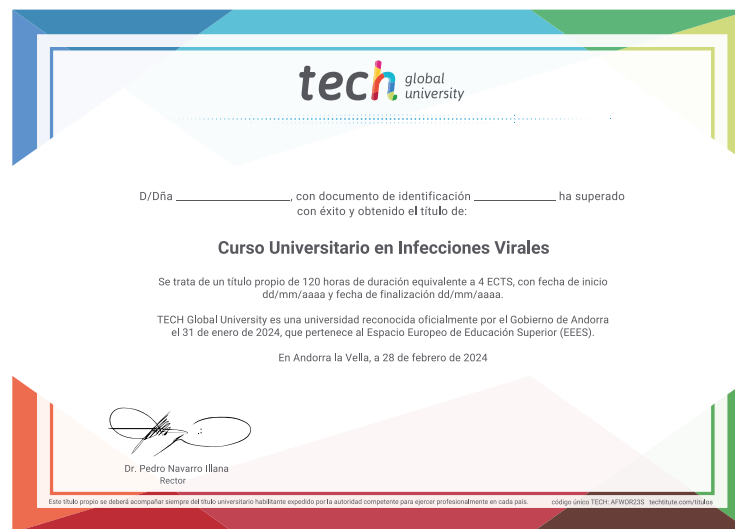 tech global university
D/Dña ____________________, con documento de identificación ______________ ha superado
con éxito y obtenido el título de:
Curso Universitario en Infecciones Virales
Se trata de un título propio de 120 horas de duración equivalente a 4 ECTS, con fecha de inicio
dd/mm/aaaa y fecha de finalización dd/mm/aaaa.
TECH Global University es una universidad reconocida oficialmente por el Gobierno de Andorra
el 31 de enero de 2024, que pertenece al Espacio Europeo de Educación Superior (EEES).
En Andorra la Vella, a 28 de febrero de 2024
Dr. Pedro Navarro Illana
Rector
Este título propio se deberá acompañar siempre del título universitario habilitante expedido por la autoridad competente para ejercer profesionalmente en cada país. código único TECH: AFWOR23S techtitute.com/titulos